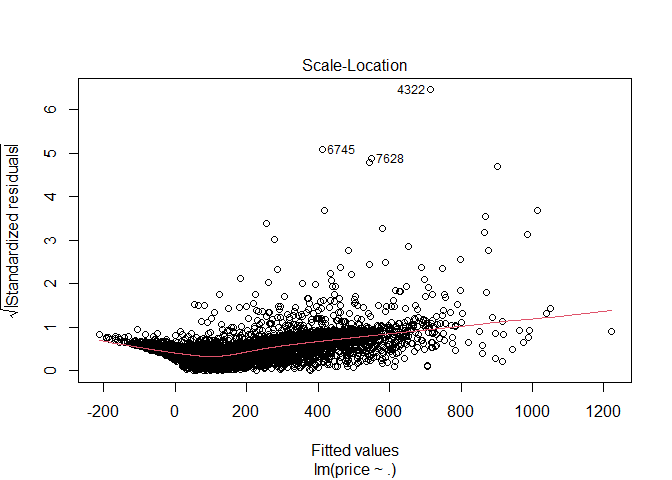 Scale-Location
√|Standardized residuals|
6
5
4
3
2
1
0
4322
6745
7628
-200 0 200 400 600 800 1000 1200
Fitted values
lm(price ~ .)